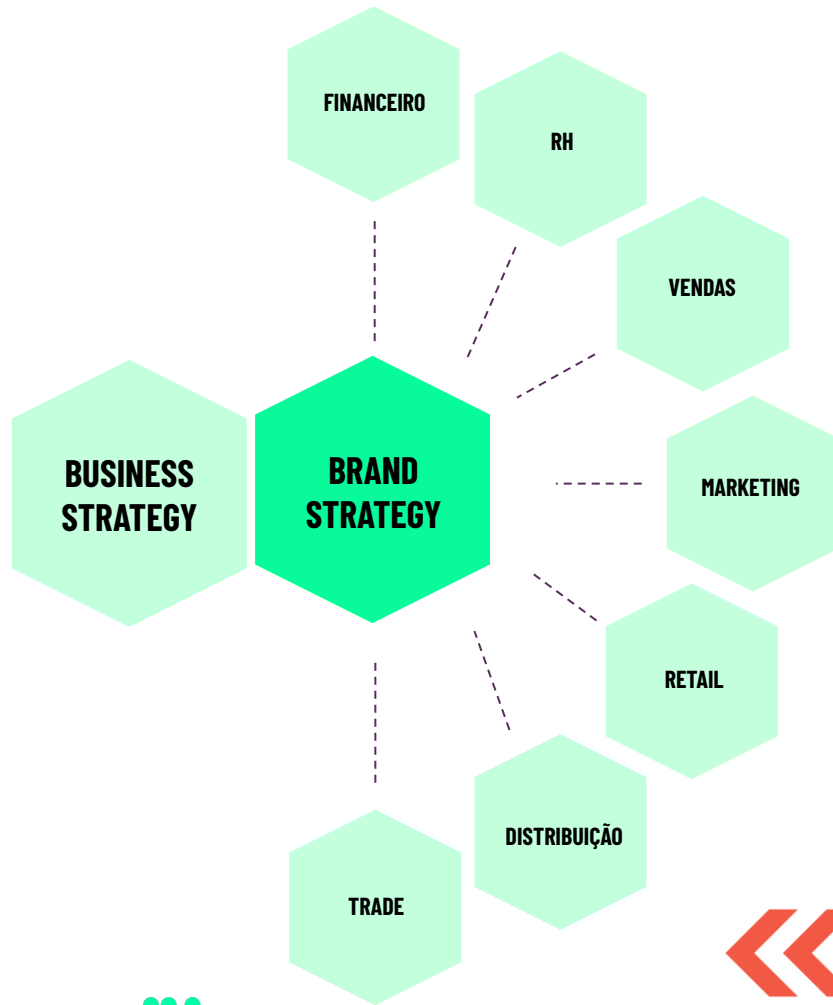 FINANCEIRO
RH
VENDAS
BUSINESS
STRATEGY
BRAND
STRATEGY
MARKETING
RETAIL
DISTRIBUIÇÃO
TRADE